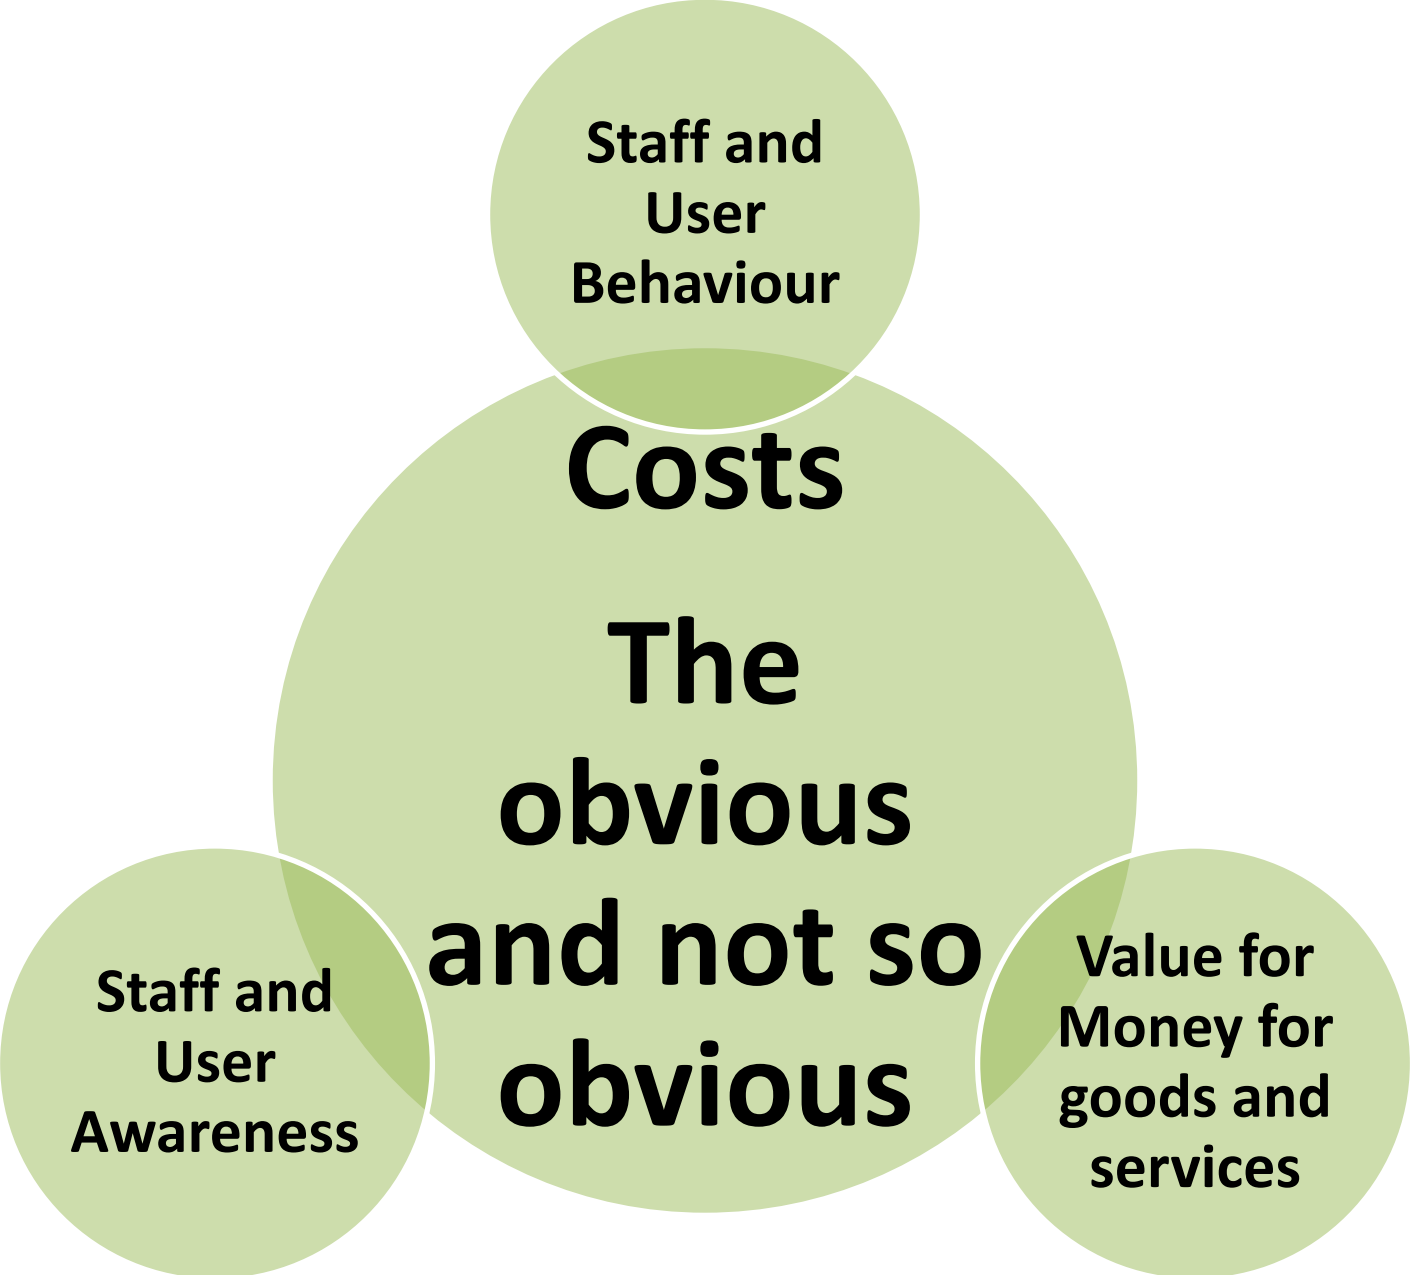 Staff and
User
Behaviour
Costs
The
obvious
and not so
obvious
Staff and
User
Awareness
Value for
Money for
goods and
services